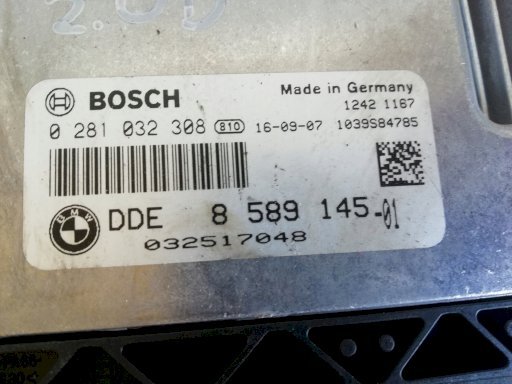 2.0D
BOSCH
Made in Germany
1242 1167
0 281 032 308 810 16-09-07 1039S84785
BMW
DDE 8 589 145-01
032517048